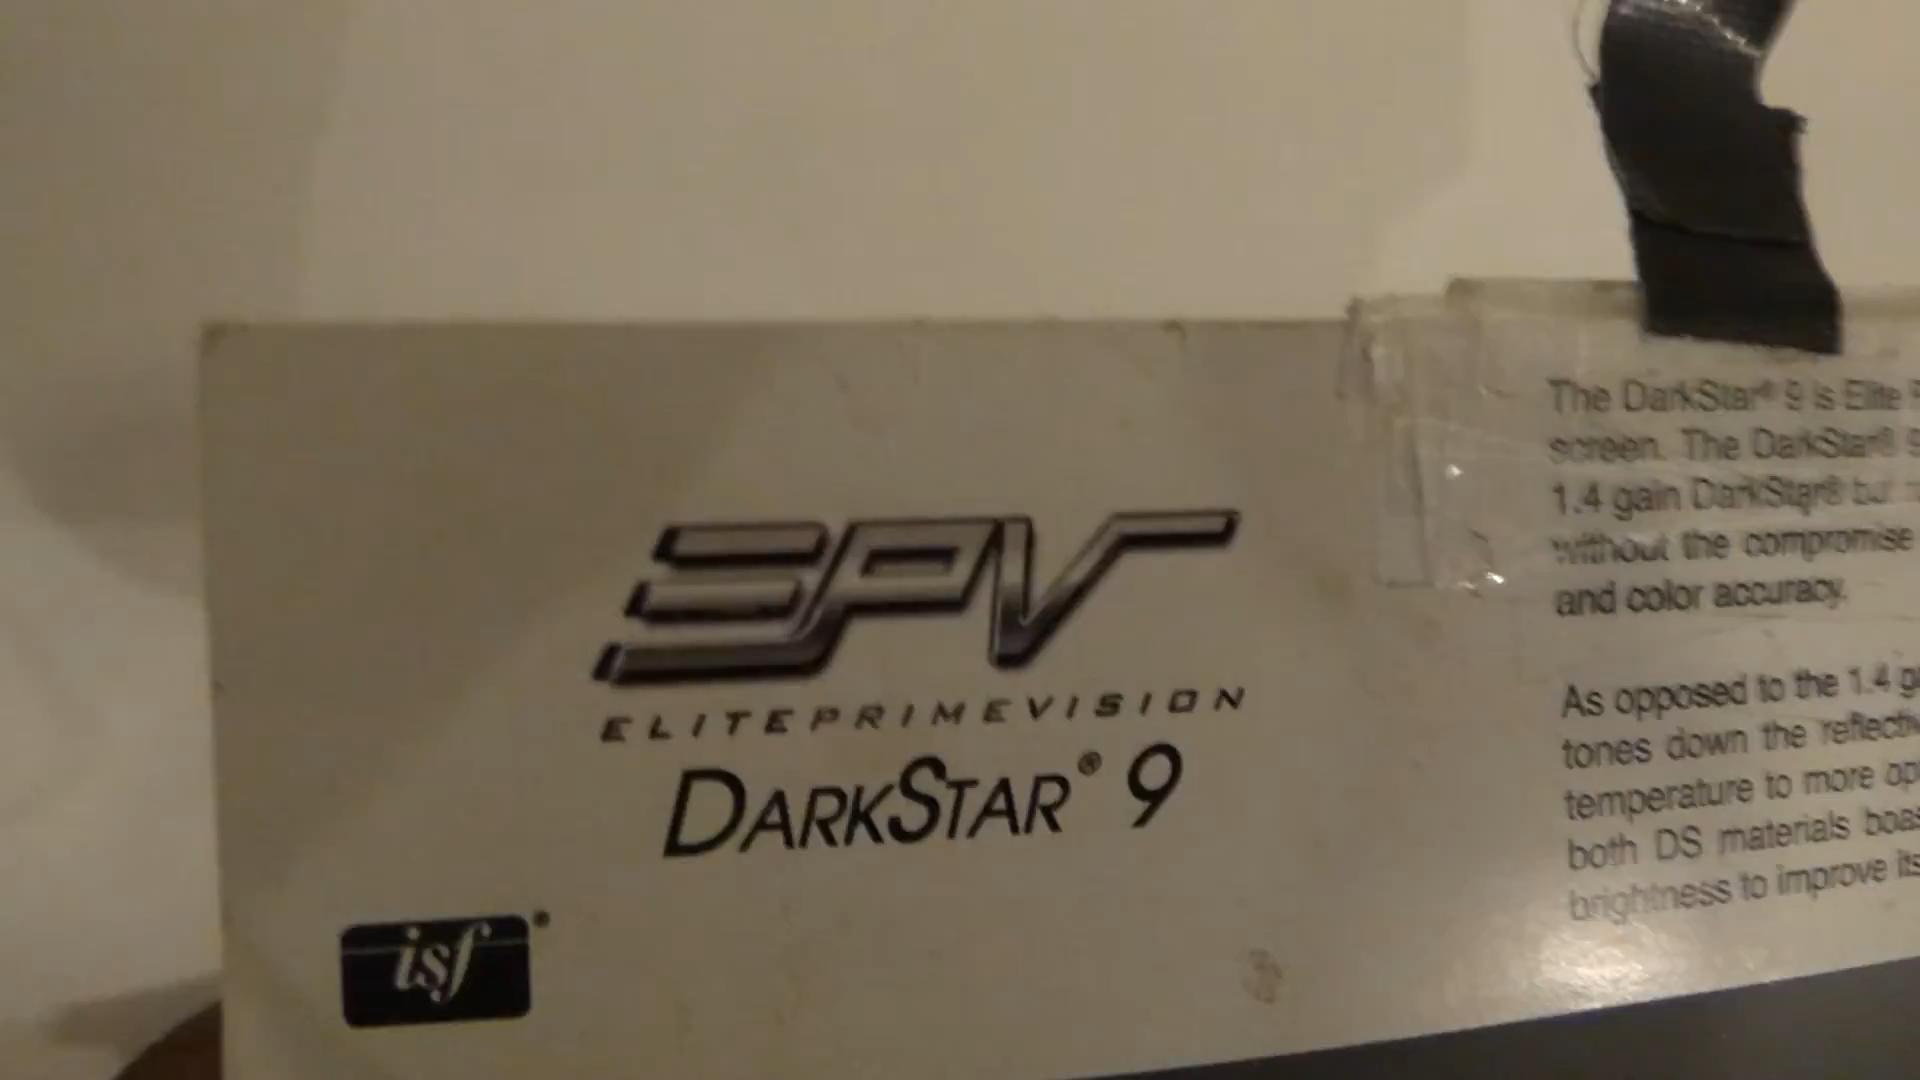 EPV
ELITEPRIMEVISION
DARKSTAR® 9
isf
The DarkStar® 9 is Elite
screen. The DarkStar® 9
1.4 gain DarkStar® but
without the compromise
and color accuracy.
As opposed to the 1.4
tones down the
temperature to more
both DS materials
brightness to improve its